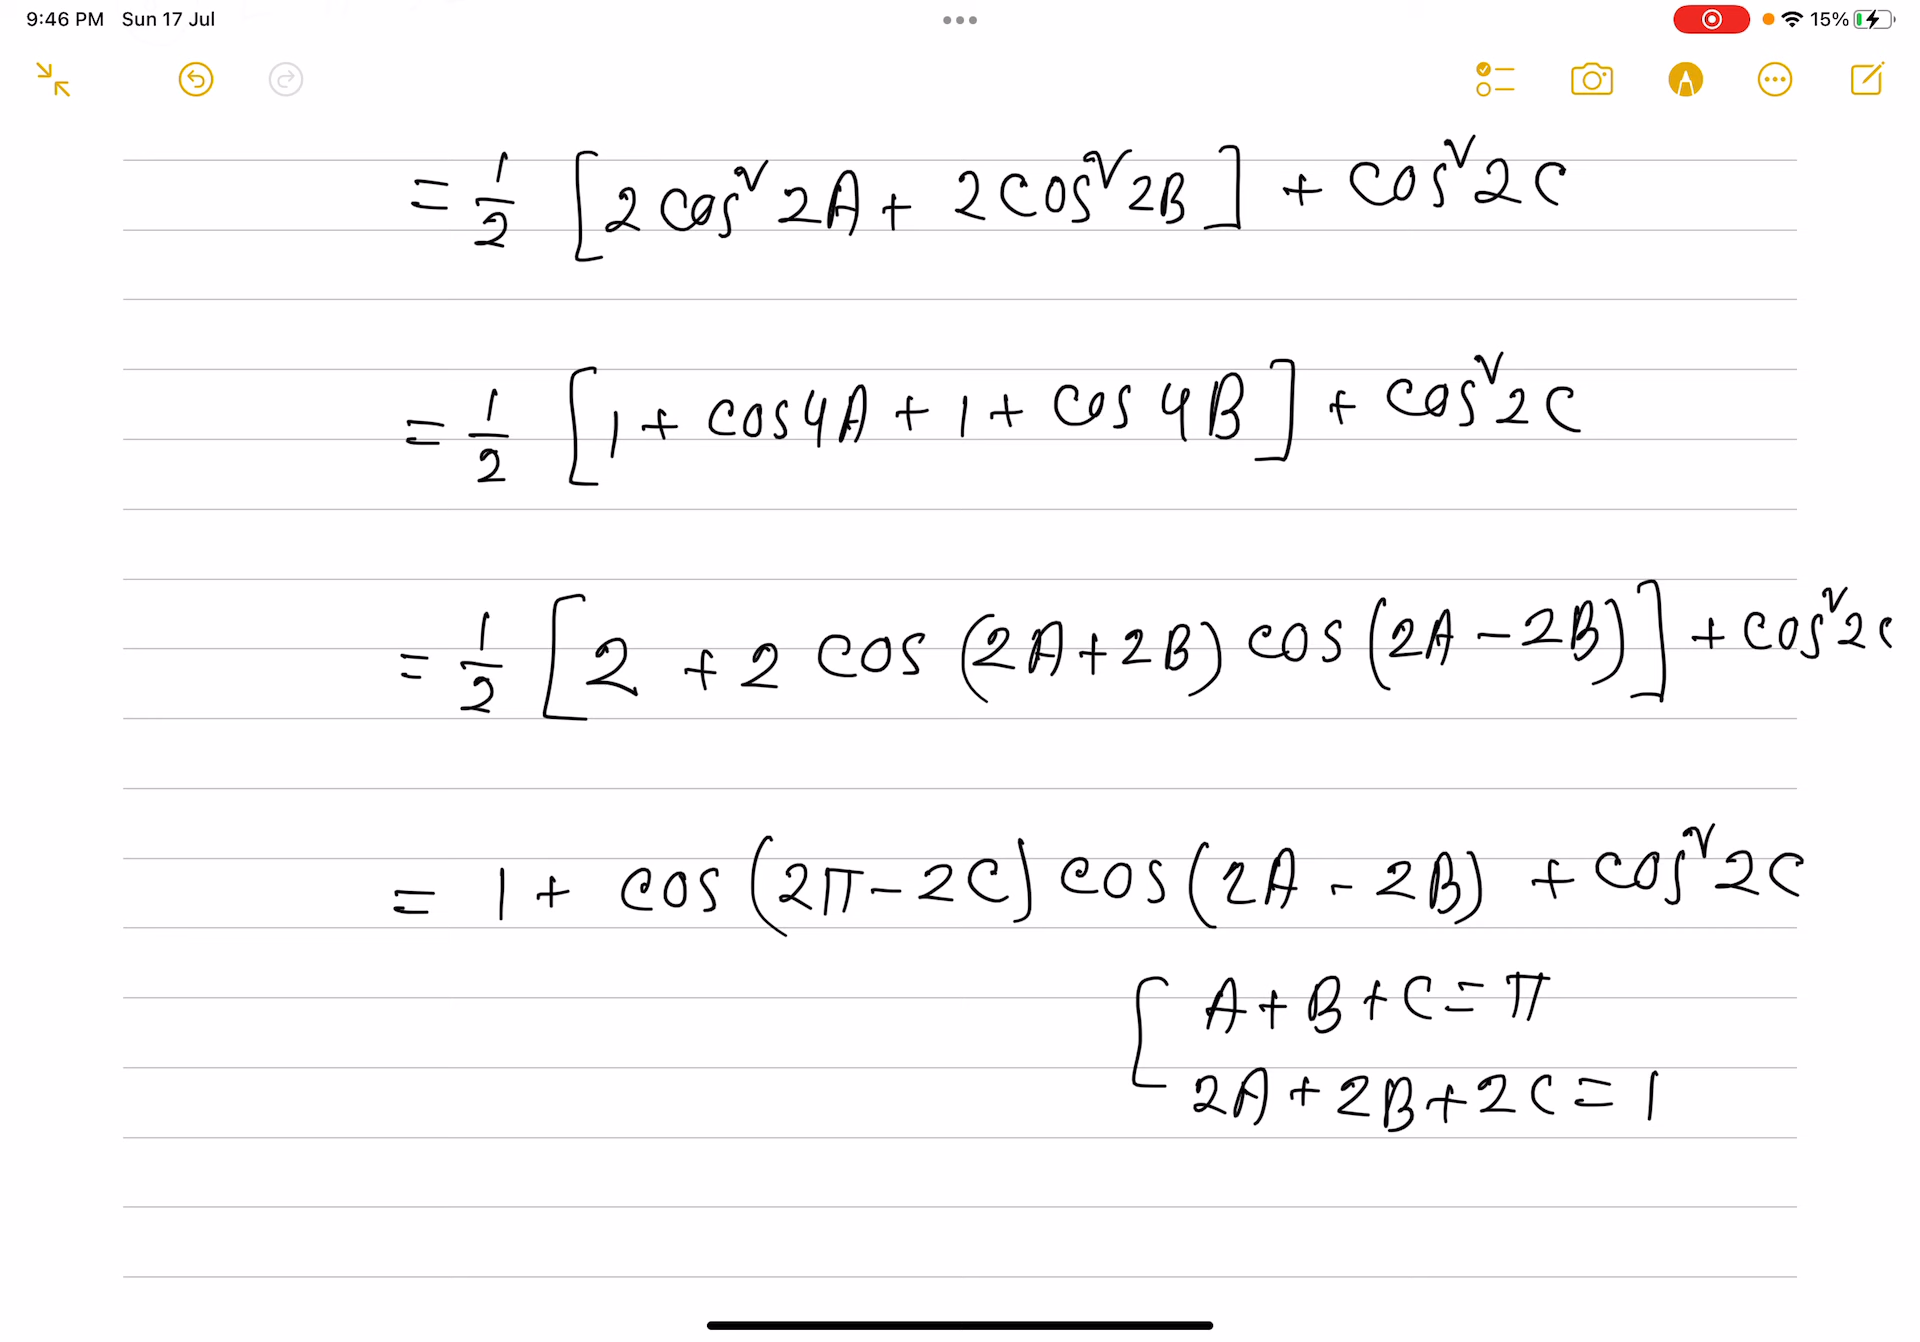 9:46 PM Sun 17 Jul 15%
= 1/2 [2 cos² 2A + 2 cos² 2B] + cos² 2C
= 1/2 [1 + cos 4A + 1 + cos 4B] + cos² 2C
= 1/2 [2 + 2 cos (2A + 2B) cos (2A - 2B)] + cos² 2C
= 1 + cos (2π - 2C) cos (2A - 2B) + cos² 2C
[ A + B + C = π
2A + 2B + 2C = 1